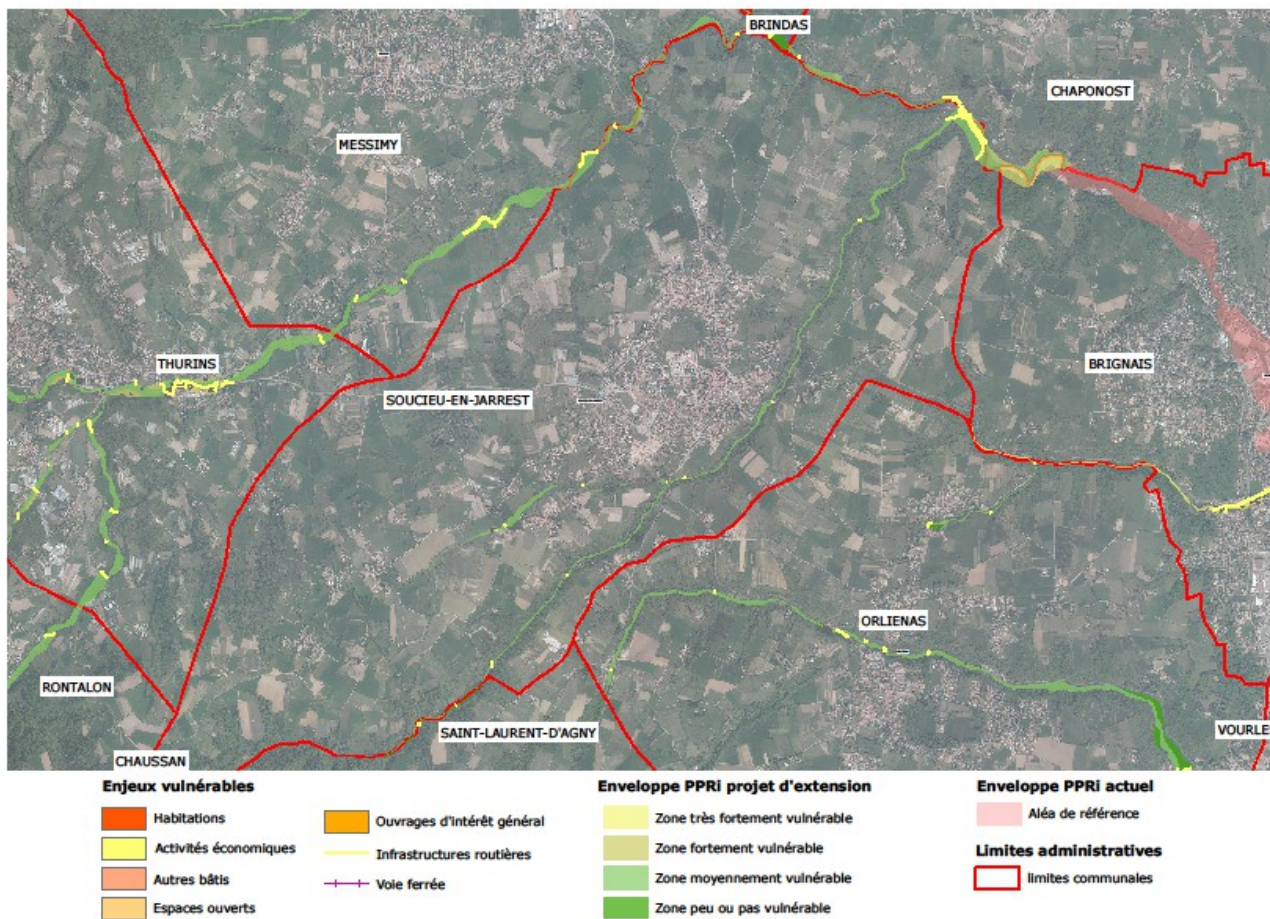 BRINDAS
CHAPONOST
MESSIMY
THURINS
BRIGNAIS
SOUCIEU-EN-JARREST
ORLIENAS
RONTALON
SAINT-LAURENT-D'AGNY
VOURLES
CHAUSSAN
Enjeux vulnérables
Habitations
Activités économiques
Autres bâtis
Espaces ouverts
Ouvrages d'intérêt général
Infrastructures routières
Voie ferrée
Enveloppe PPRi projet d'extension
Zone très fortement vulnérable
Zone fortement vulnérable
Zone moyennement vulnérable
Zone peu ou pas vulnérable
Enveloppe PPRi actuel
Aléa de référence
Limites administratives
limites communales